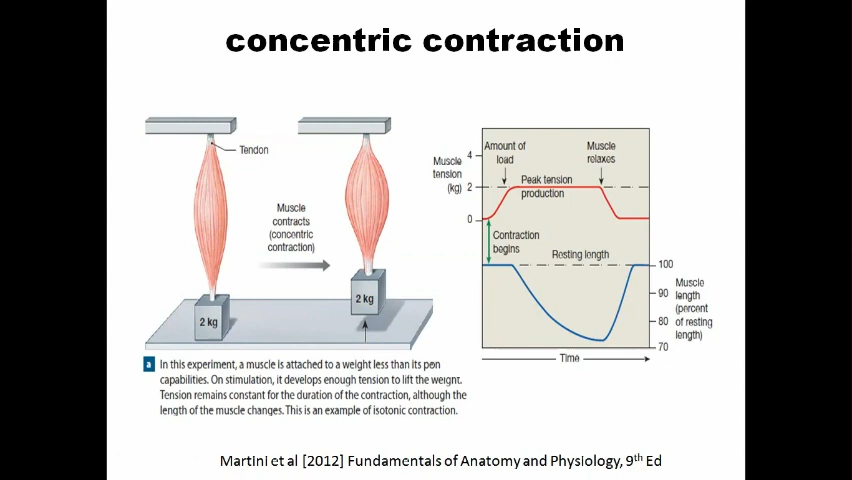 concentric contraction
Tendon
Muscle
contracts
(concentric
contraction)
2 kg
2 kg
Amount of
load
Muscle
relaxes
Muscle
tension
(kg)
4
2
0
Peak tension
production
Contraction
begins
Resting length
100
90
80
70
Muscle
length
(percent
of resting
length)
Time
a In this experiment, a muscle is attached to a weight less than its
capabilities. On stimulation, it develops enough tension to lift the weight.
Tension remains constant for the duration of the contraction, although the
length of the muscle changes. This is an example of isotonic contraction.
Martini et al [2012] Fundamentals of Anatomy and Physiology, 9th Ed